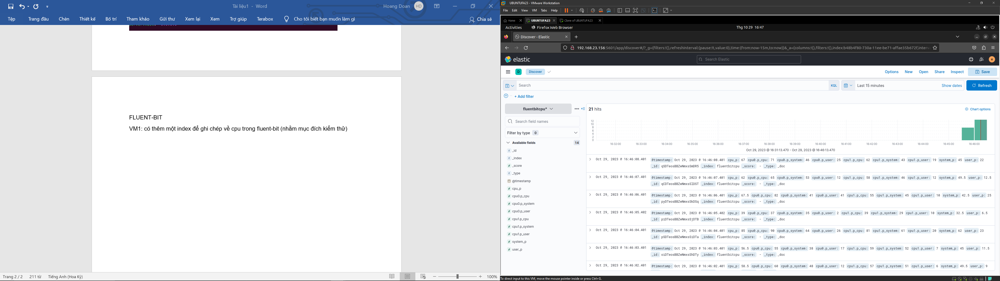 Tài liệu1 - Word
Hoang Doan HD
Tệp Trang đầu Chèn Thiết kế Bố trí Tham khảo Gửi thư Xem lại Xem Trợ giúp Terabox Cho tôi biết bạn muốn làm gì Chia sẻ
FLUENT-BIT
VM1: có thêm một index để ghi chép về cpu trong fluent-bit (nhằm mục đích kiểm thử)
Trang 2 / 2 211 từ Tiếng Anh (Hoa Kỳ) 100%
UBUNTUFA23 - VMware Workstation
File Edit View VM Tabs Help
Home UBUNTUFA23 Clone of UBUNTUFA23
Activities Firefox Web Browser Thg 10 29 16:47
Discover - Elastic
192.168.23.156:5601/app/discover#/?_g=(filters:!(),refreshInterval:(pause:!t,value:0),time:(from:now-15m,to:now))&_a=(columns:!(),filters:!(),index:b48b4f80-730a-11ee-be71-affae35b672f,interv
elastic Search Elastic e
D Discover Options New Open Share Inspect Save
Search KQL Last 15 minutes Show dates Refresh
+ Add filter
fluentbitcpu*
Search field names
Filter by type 0
Available fields 14
_id
_index
_score
_type
@timestamp
cpu_p
cpu0.p_cpu
cpu0.p_system
cpu0.p_user
cpu1.p_cpu
cpu1.p_system
cpu1.p_user
system_p
user_p
21 hits Chart options
12
10
8
6
4
2
0
16:32:00 16:33:00 16:34:00 16:35:00 16:36:00 16:37:00 16:38:00 16:39:00 16:40:00 16:41:00 16:42:00 16:43:00 16:44:00 16:45:00 16:46:00
Oct 29, 2023 @ 16:31:13.470 - Oct 29, 2023 @ 16:46:13.470
Oct 29, 2023 @ 16:46:08.401 @timestamp: Oct 29, 2023 @ 16:46:08.401 cpu_p: 67 cpu0.p_cpu: 71 cpu0.p_system: 46 cpu0.p_user: 25 cpu1.p_cpu: 62 cpu1.p_system: 43 cpu1.p_user: 19 system_p: 45 user_p: 22
_id: qSDTeosBBZwNmxsSmDR5 _index: fluentbitcpu _score: - _type: _doc
Oct 29, 2023 @ 16:46:07.401 @timestamp: Oct 29, 2023 @ 16:46:07.401 cpu_p: 62 cpu0.p_cpu: 65 cpu0.p_system: 53 cpu0.p_user: 12 cpu1.p_cpu: 58 cpu1.p_system: 46 cpu1.p_user: 12 system_p: 49.5 user_p: 12.5
_id: qCDTeosBBZwNmxsSlDST _index: fluentbitcpu _score: - _type: _doc
Oct 29, 2023 @ 16:46:06.401 @timestamp: Oct 29, 2023 @ 16:46:06.401 cpu_p: 67.5 cpu0.p_cpu: 82 cpu0.p_system: 41 cpu0.p_user: 41 cpu1.p_cpu: 55 cpu1.p_system: 45 cpu1.p_user: 10 system_p: 42.5 user_p: 25
_id: pyDTeosBBZwNmxsSkDSq _index: fluentbitcpu _score: - _type: _doc
Oct 29, 2023 @ 16:46:05.402 @timestamp: Oct 29, 2023 @ 16:46:05.402 cpu_p: 39 cpu0.p_cpu: 37 cpu0.p_system: 35 cpu0.p_user: 2 cpu1.p_cpu: 39 cpu1.p_system: 29 cpu1.p_user: 10 system_p: 32.5 user_p: 6.5
_id: piDTeosBBZwNmxsSjDTB _index: fluentbitcpu _score: - _type: _doc
Oct 29, 2023 @ 16:46:04.401 @timestamp: Oct 29, 2023 @ 16:46:04.401 cpu_p: 85 cpu0.p_cpu: 90 cpu0.p_system: 64 cpu0.p_user: 26 cpu1.p_cpu: 81 cpu1.p_system: 61 cpu1.p_user: 20 system_p: 62 user_p: 23
_id: pSDTeosBBZwNmxsSiDTa _index: fluentbitcpu _score: - _type: _doc
Oct 29, 2023 @ 16:46:03.401 @timestamp: Oct 29, 2023 @ 16:46:03.401 cpu_p: 56.5 cpu0.p_cpu: 55 cpu0.p_system: 38 cpu0.p_user: 17 cpu1.p_cpu: 59 cpu1.p_system: 52 cpu1.p_user: 7 system_p: 45 user_p: 11.5
_id: oiDTeosBBZwNmxsShDTy _index: fluentbitcpu _score: - _type: _doc
Oct 29, 2023 @ 16:46:02.401 @timestamp: Oct 29, 2023 @ 16:46:02.401 cpu_p: 58.5 cpu0.p_cpu: 60 cpu0.p_system: 48 cpu0.p_user: 12 cpu1.p_cpu: 57 cpu1.p_system: 51 cpu1.p_user: 6 system_p: 49.5 user_p: 9
To direct input to this VM, move the mouse pointer inside or press Ctrl+G.